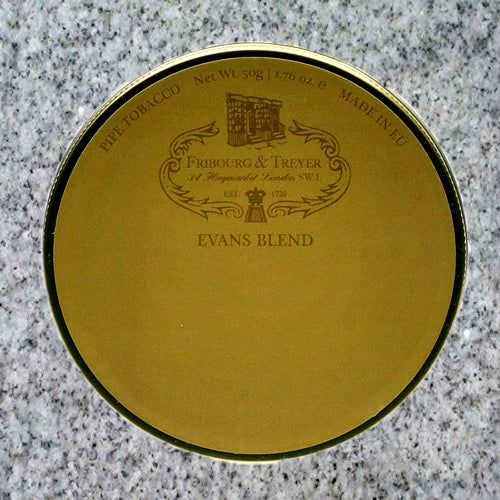 PIPE TOBACCO Net Wt. 50g | 1.76 oz. e MADE IN EU
FRIBOURG & TREYER
34 Haymarket London SW.1.
EST. 1720
EVANS BLEND